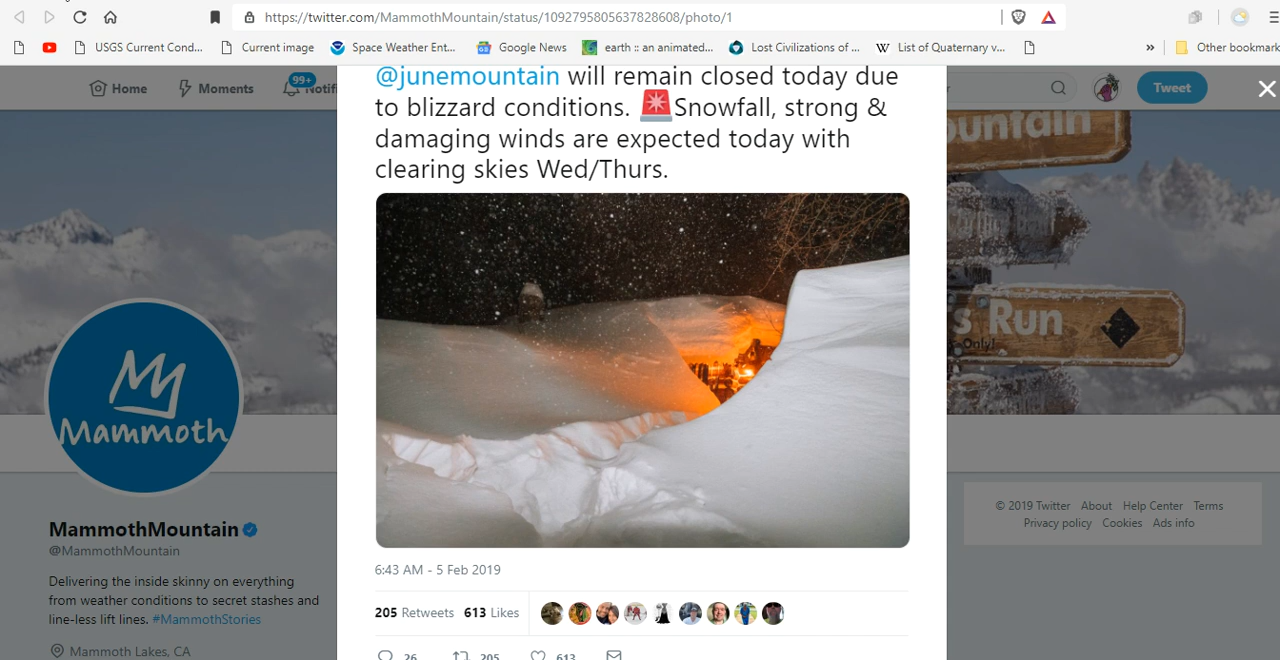 https://twitter.com/MammothMountain/status/1092795805637828608/photo/1
USGS Current Cond... Current image Space Weather Ent... Google News earth :: an animated... Lost Civilizations of ... W List of Quaternary v... » Other bookmark
@junemountain will remain closed today due
to blizzard conditions. 🚨Snowfall, strong &
damaging winds are expected today with
clearing skies Wed/Thurs.
Home Moments 99+ Notifi
Tweet
ountain
s Run
Only!
Mammoth
MammothMountain
@MammothMountain
Delivering the inside skinny on everything
from weather conditions to secret stashes and
line-less lift lines. #MammothStories
Mammoth Lakes, CA
6:43 AM - 5 Feb 2019
205 Retweets 613 Likes
26 205 613
© 2019 Twitter About Help Center Terms
Privacy policy Cookies Ads info